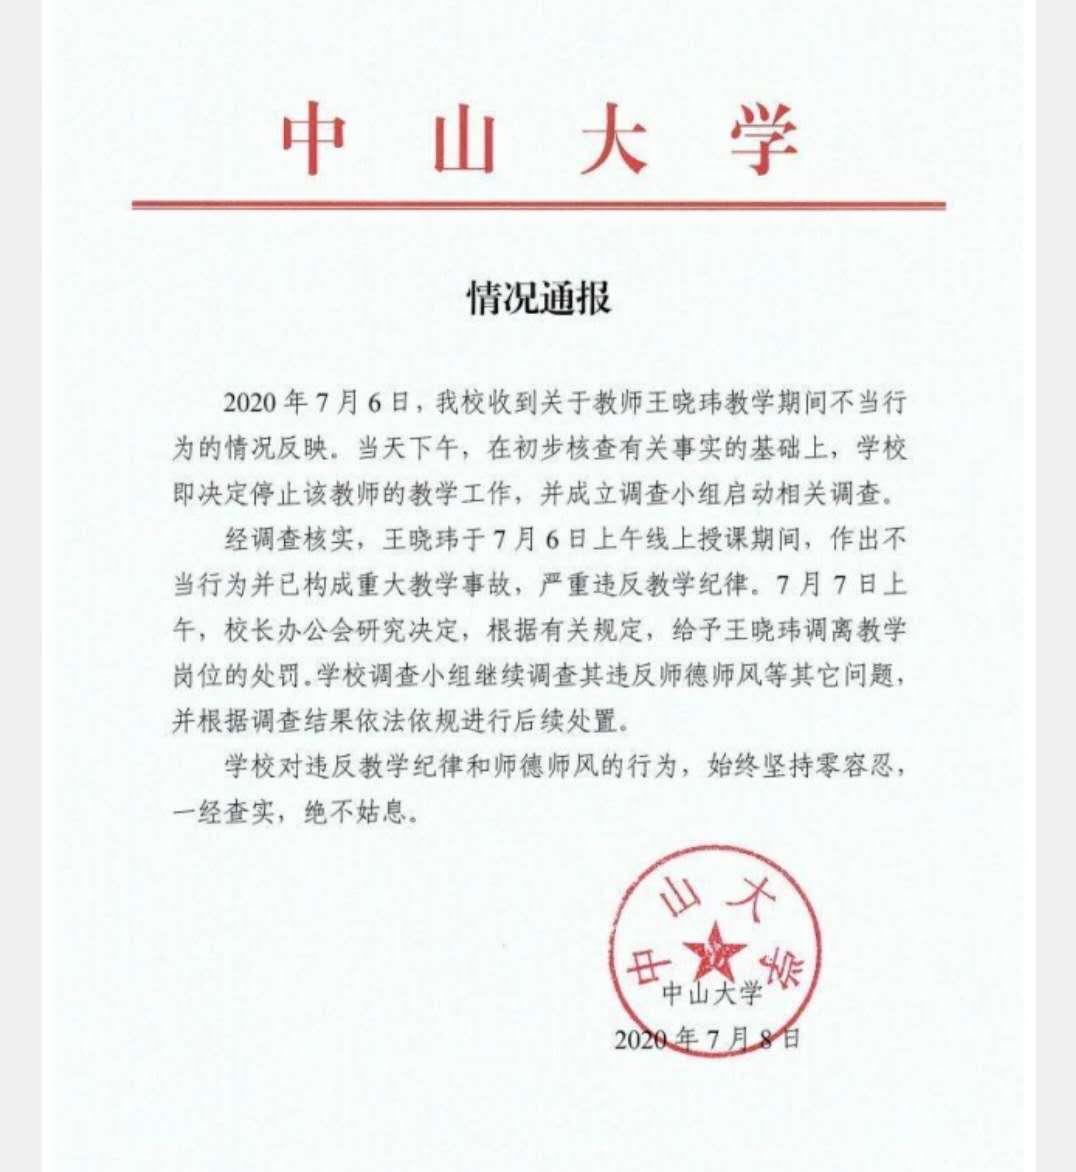 中山大学
情况通报
2020年7月6日，我校收到关于教师王晓玮教学期间不当行
为的情况反映。当天下午，在初步核查有关事实的基础上，学校
即决定停止该教师的教学工作，并成立调查小组启动相关调查。
经调查核实，王晓玮于7月6日上午线上授课期间，作出不
当行为并已构成重大教学事故，严重违反教学纪律。7月7日上
午，校长办公会研究决定，根据有关规定，给予王晓玮调离教学
岗位的处罚。学校调查小组继续调查其违反师德师风等其它问题，
并根据调查结果依法依规进行后续处置。
学校对违反教学纪律和师德师风的行为，始终坚持零容忍，
一经查实，绝不姑息。
中山大学
中山大学
2020年7月8日